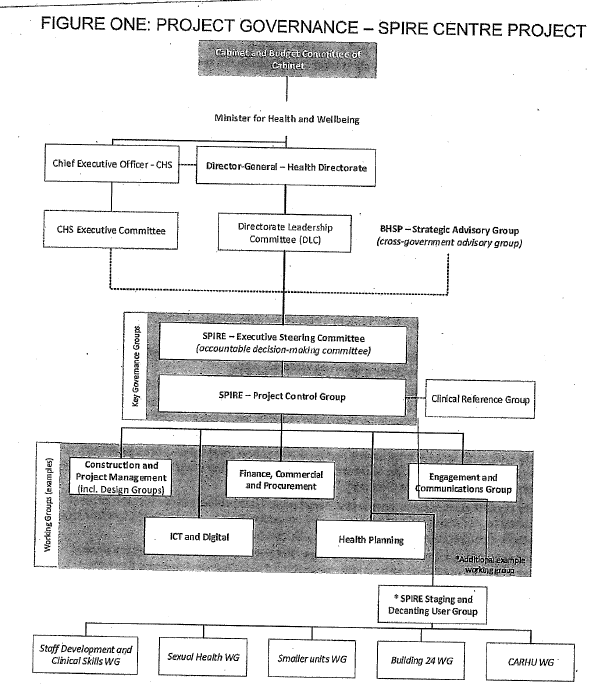 FIGURE ONE: PROJECT GOVERNANCE – SPIRE CENTRE PROJECT
Cabinet and Budget Committee of
Cabinet
Minister for Health and Wellbeing
Chief Executive Officer - CHS
Director-General – Health Directorate
CHS Executive Committee
Directorate Leadership
Committee (DLC)
BHSP – Strategic Advisory Group
(cross-government advisory group)
Key Governance Groups
SPIRE – Executive Steering Committee
(accountable decision-making committee)
SPIRE – Project Control Group
Clinical Reference Group
Working Groups (examples)
Construction and
Project Management
(incl. Design Groups)
Finance, Commercial
and Procurement
Engagement and
Communications Group
ICT and Digital
Health Planning
*Additional example
working group
* SPIRE Staging and
Decanting User Group
Staff Development and
Clinical Skills WG
Sexual Health WG
Smaller units WG
Building 24 WG
CARHU WG